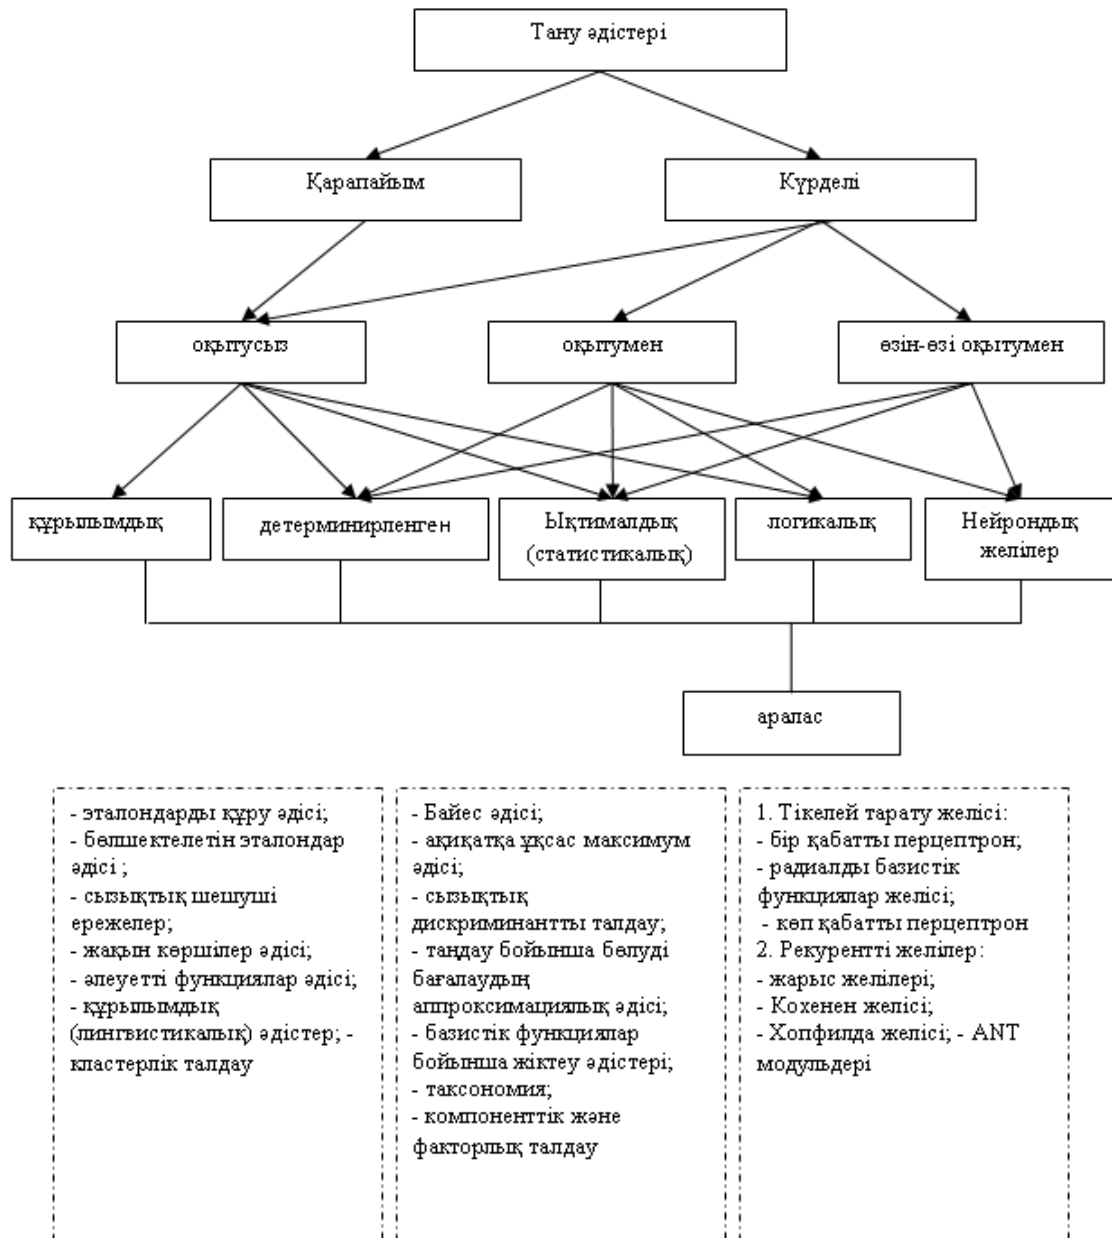 Тану әдістері
Қарапайым
Күрделі
оқытусыз
оқытумен
өзін-өзі оқытумен
құрылымдық
детерминирленген
Ықтималдық
(статистикалық)
логикалық
Нейрондық
желілер
аралас
- эталондарды құру әдісі;
- бөлшектелетін эталондар
әдісі ;
- сызықтық шешуші
ережелер;
- жақын көршілер әдісі;
- әлеуетті функциялар әдісі;
- құрылымдық
(лингвистикалық) әдістер; -
кластерлік талдау
- Байес әдісі;
- ақиқатқа ұқсас максимум
әдісі;
- сызықтық
дискриминантты талдау;
- таңдау бойынша бөлуді
бағалаудың
аппроксимациялық әдісі;
- базистік функциялар
бойынша жіктеу әдістері;
- таксономия;
- компоненттік және
факторлық талдау
1. Тікелей тарату желісі:
- бір қабатты перцептрон;
- радиалды базистік
функциялар желісі;
- көп қабатты перцептрон
2. Рекурентті желілер:
- жарыс желілері;
- Кохенен желісі;
- Хопфилда желісі; - ANT
модульдері